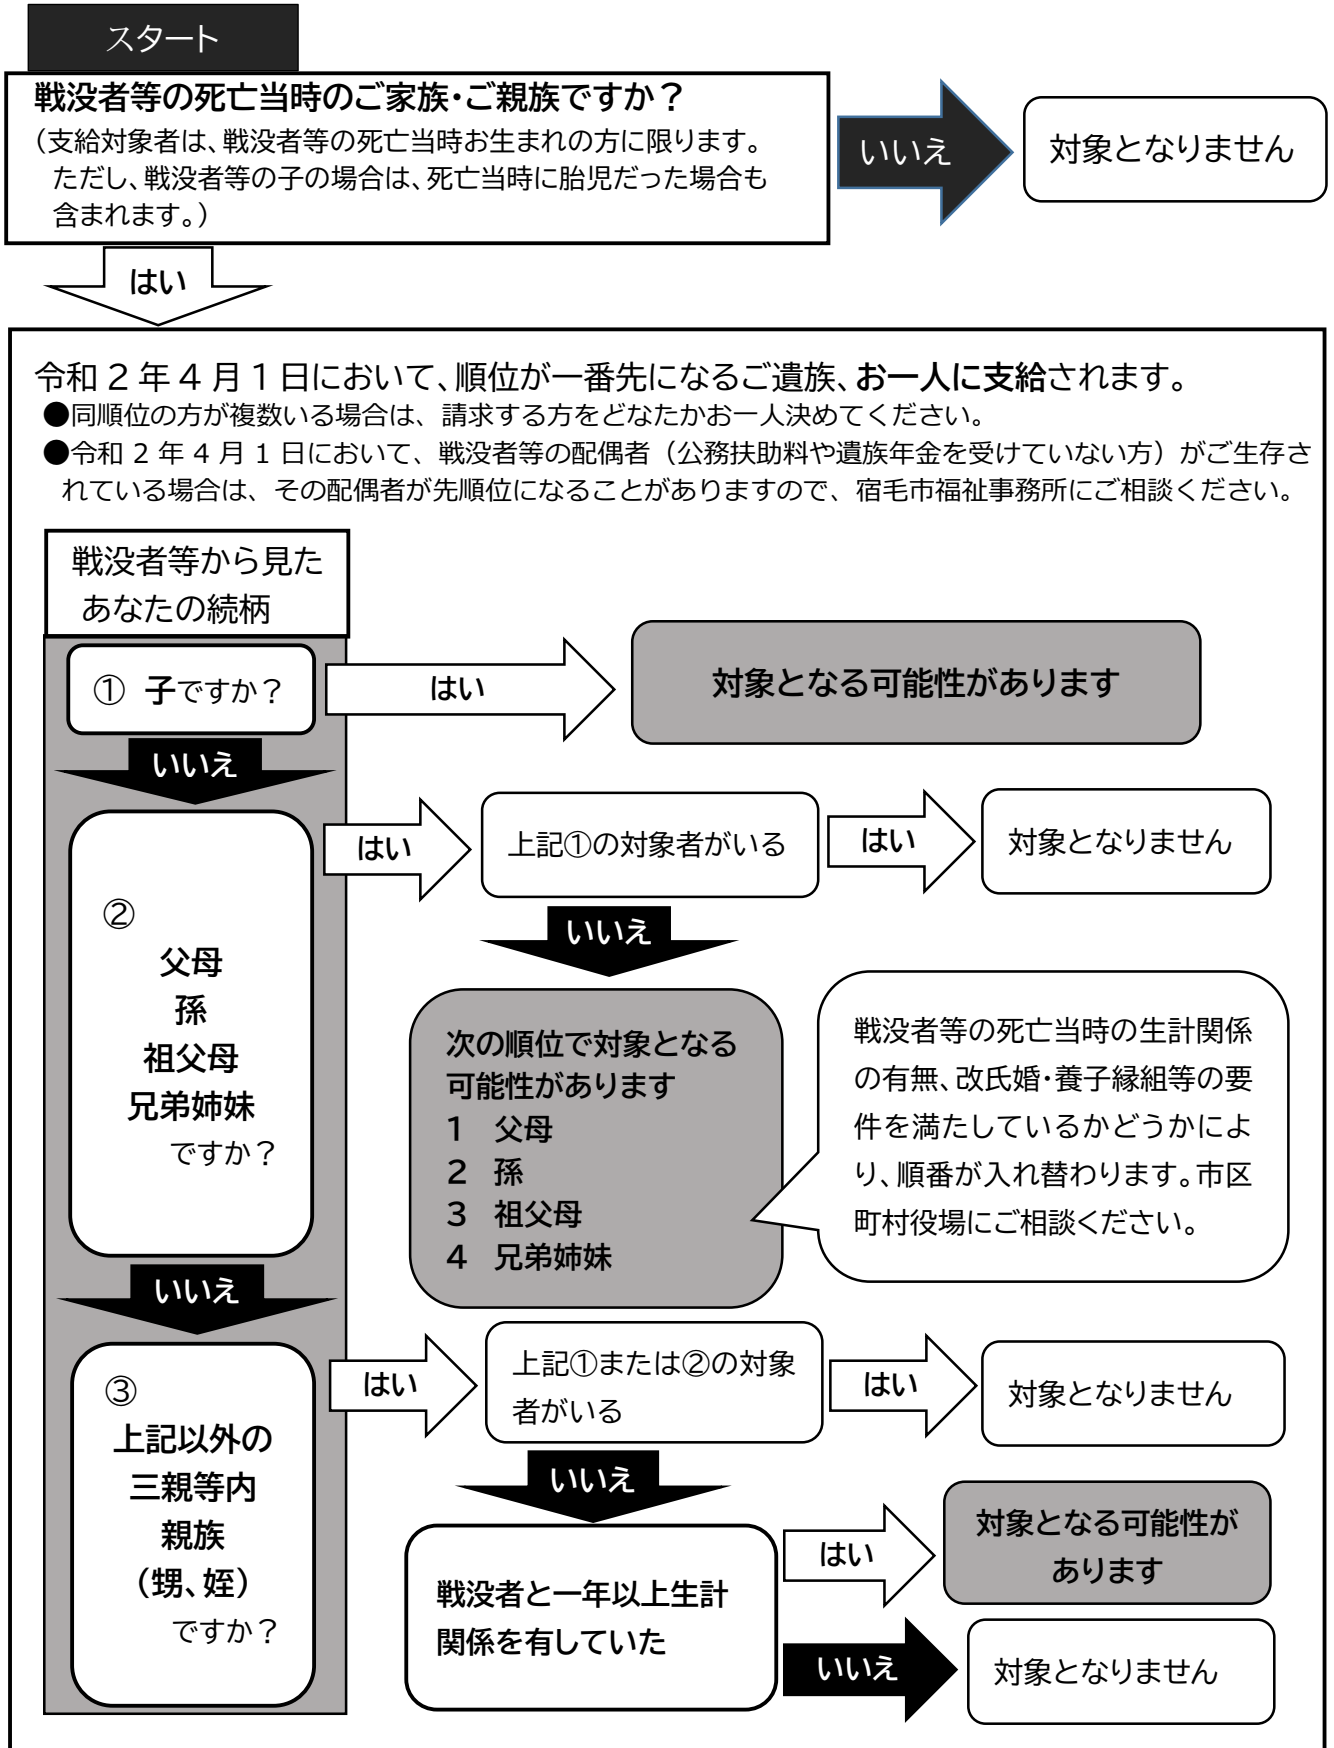 スタート
戦没者等の死亡当時のご家族・ご親族ですか？
（支給対象者は、戦没者等の死亡当時お生まれの方に限ります。
ただし、戦没者等の子の場合は、死亡当時に胎児だった場合も
含まれます。）
いいえ
対象となりません
はい
令和２年４月１日において、順位が一番先になるご遺族、お一人に支給されます。
●同順位の方が複数いる場合は、請求する方をどなたかお一人決めてください。
●令和２年４月１日において、戦没者等の配偶者（公務扶助料や遺族年金を受けていない方）がご生存さ
れている場合は、その配偶者が先順位になることがありますので、宿毛市福祉事務所にご相談ください。
戦没者等から見た
あなたの続柄
① 子ですか？
はい
対象となる可能性があります
いいえ
②
父母
孫
祖父母
兄弟姉妹
ですか？
はい
上記①の対象者がいる
はい
対象となりません
いいえ
次の順位で対象となる
可能性があります
１　父母
２　孫
３　祖父母
４　兄弟姉妹
戦没者等の死亡当時の生計関係
の有無、改氏婚・養子縁組等の要
件を満たしているかどうかによ
り、順番が入れ替わります。市区
町村役場にご相談ください。
いいえ
③
上記以外の
三親等内
親族
（甥、姪）
ですか？
はい
上記①または②の対象
者がいる
はい
対象となりません
いいえ
戦没者と一年以上生計
関係を有していた
はい
対象となる可能性が
あります
いいえ
対象となりません